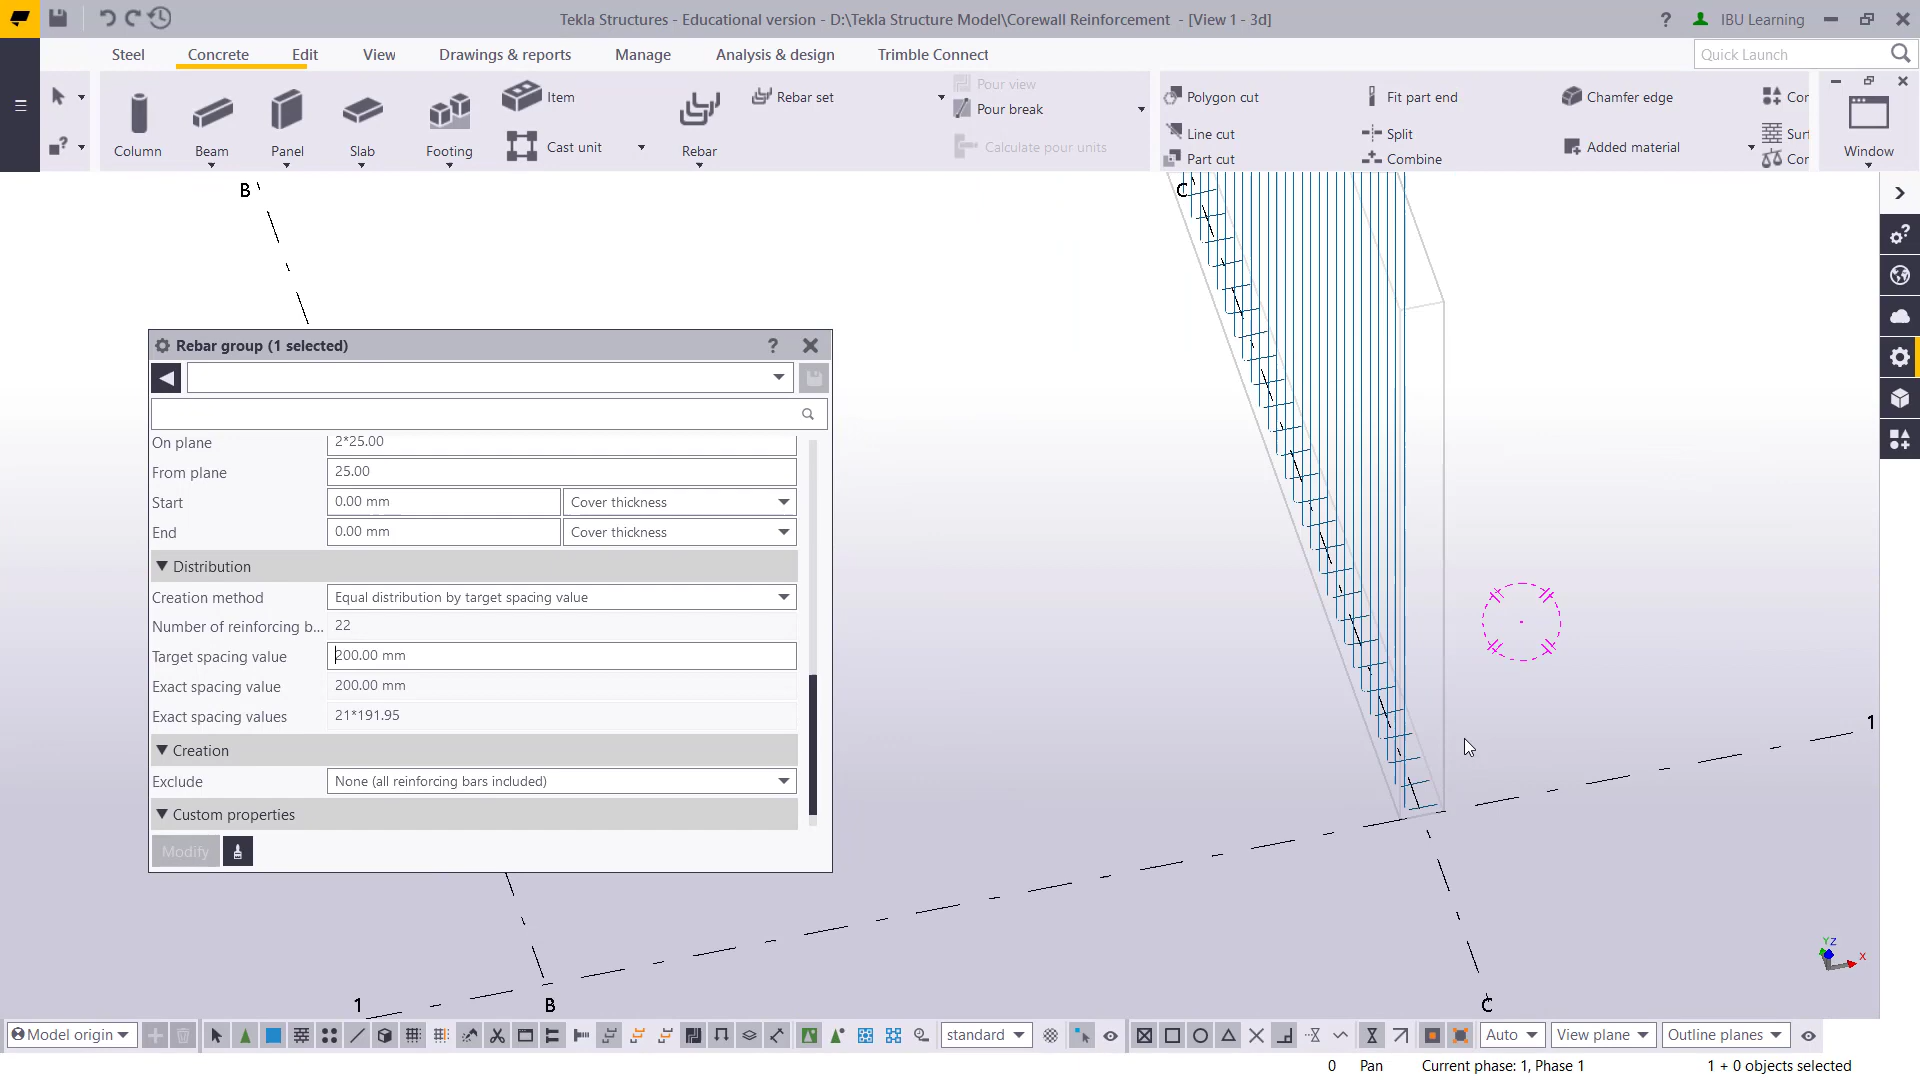 Tekla Structures - Educational version - D:\Tekla Structure Model\Corewall Reinforcement - [View 1 - 3d]
? IBU Learning
Steel Concrete Edit View Drawings & reports Manage Analysis & design Trimble Connect
Quick Launch
Column Beam Panel Slab Footing Item Cast unit Rebar Rebar set
Pour view
Pour break
Calculate pour units
Polygon cut
Line cut
Part cut
Fit part end
Split
Combine
Chamfer edge
Added material
Cor
Surf
Cor
Window
B C
Rebar group (1 selected)
?
On plane 2*25.00
From plane 25.00
Start 0.00 mm Cover thickness
End 0.00 mm Cover thickness
Distribution
Creation method Equal distribution by target spacing value
Number of reinforcing b... 22
Target spacing value 200.00 mm
Exact spacing value 200.00 mm
Exact spacing values 21*191.95
Creation
Exclude None (all reinforcing bars included)
Custom properties
Modify
1
1 B C
Y Z X
Model origin standard Auto View plane Outline planes
0 Pan Current phase: 1, Phase 1 1 + 0 objects selected